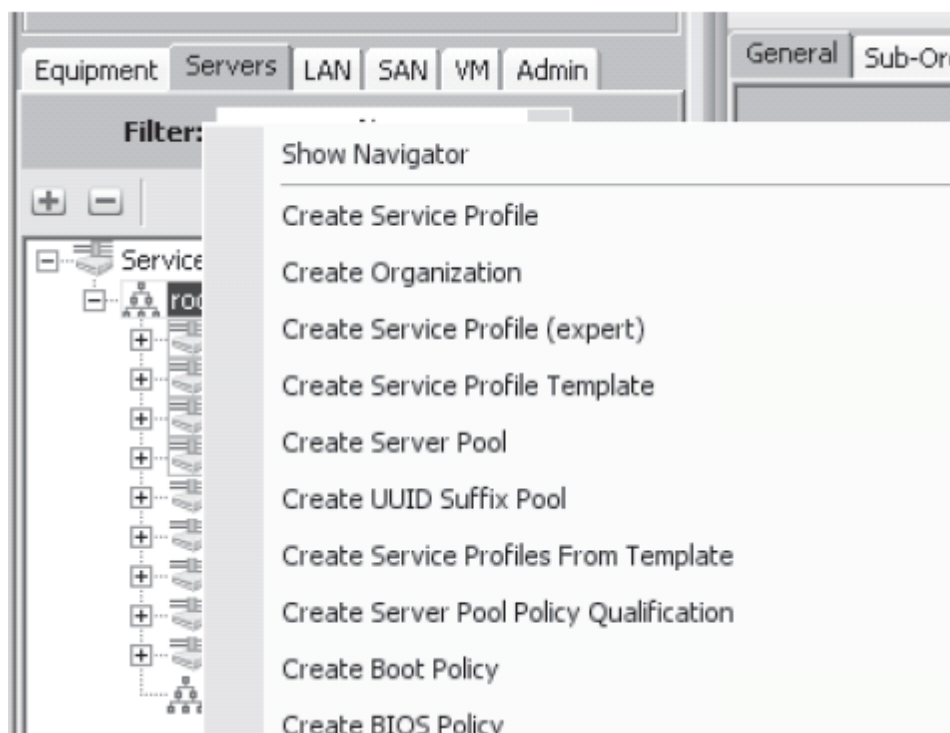 Equipment Servers LAN SAN VM Admin
General Sub-Or
Filter:
Show Navigator
Create Service Profile
Create Organization
Create Service Profile (expert)
Create Service Profile Template
Create Server Pool
Create UUID Suffix Pool
Create Service Profiles From Template
Create Server Pool Policy Qualification
Create Boot Policy
Create BIOS Policy
Service
roo